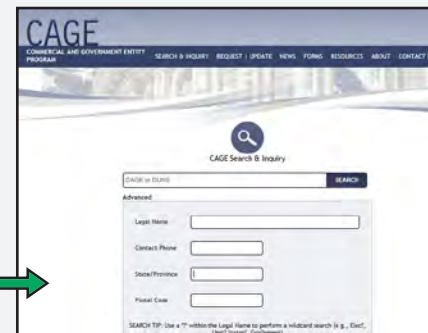 CAGE
COMMERCIAL AND GOVERNMENT ENTITY
PROGRAM
SEARCH & INQUIRY REQUEST | UPDATE NEWS FORMS RESOURCES ABOUT CONTACT
CAGE Search & Inquiry
CAGE or DUNS
SEARCH
Advanced
Legal Name
Contact Phone
State/Province
Postal Code
SEARCH TIP: Use a "?" within the Legal Name to perform a wildcard search (e.g.,